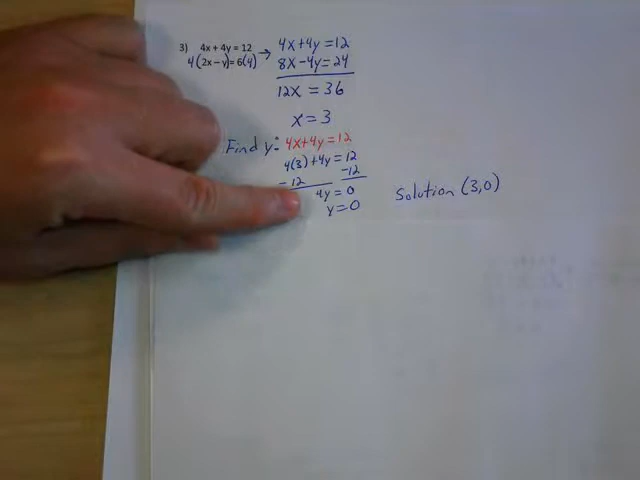 3) 4x + 4y = 12 → 4x+4y=12
4(2x – y)= 6(4) 8x-4y=24
12x = 36
x = 3
Find y: 4x+4y=12
4(3)+4y=12
-12 -12
4y = 0
y=0
Solution (3,0)